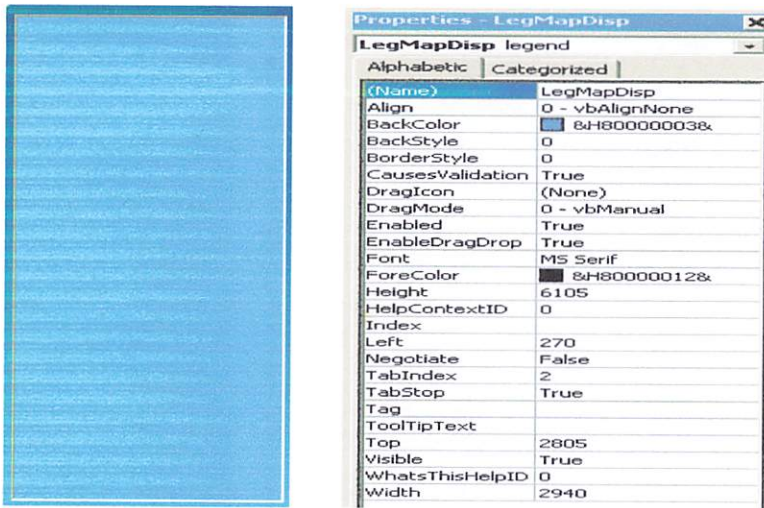 Properties - LegMapDisp
LegMapDisp legend
Alphabetic Categorized
(Name) LegMapDisp
Align 0 - vbAlignNone
BackColor &H80000003&
BackStyle 0
BorderStyle 0
CausesValidation True
DragIcon (None)
DragMode 0 - vbManual
Enabled True
EnableDragDrop True
Font MS Serif
ForeColor &H80000012&
Height 6105
HelpContextID 0
Index
Left 270
Negotiate False
TabIndex 2
TabStop True
Tag
ToolTipText
Top 2805
Visible True
WhatsThisHelpID 0
Width 2940